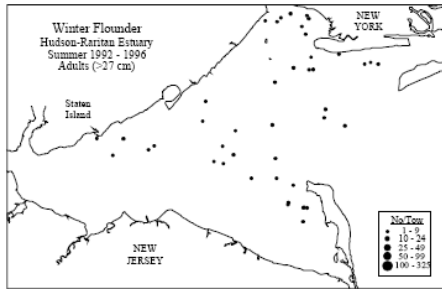 Winter Flounder
Hudson-Raritan Estuary
Summer 1992 - 1996
Adults (>27 cm)
NEW
YORK
Staten
Island
NEW
JERSEY
No/Tow
1 - 9
10 - 24
25 - 49
50 - 99
100 - 325